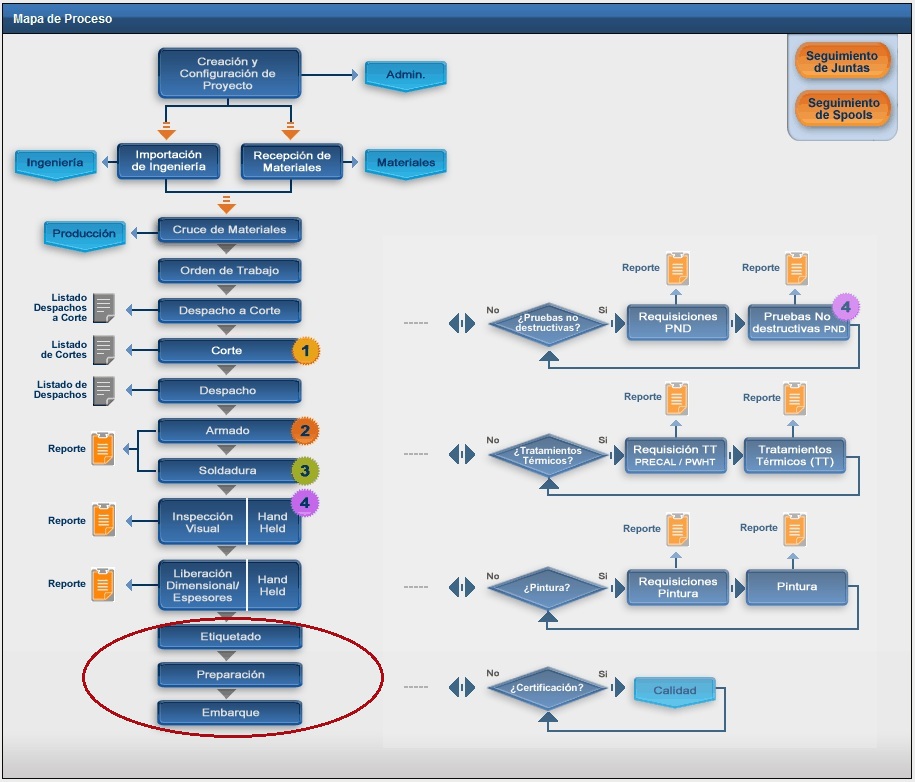 Mapa de Proceso
Seguimiento
de Juntas
Seguimiento
de Spools
Creación y
Configuración de
Proyecto
Admin.
Ingeniería
Importación
de Ingeniería
Recepción de
Materiales
Materiales
Producción
Cruce de Materiales
Orden de Trabajo
Listado
Despachos
a Corte
Despacho a Corte
Listado
de Cortes
Corte
1
Listado de
Despachos
Despacho
Armado
2
Reporte
Soldadura
3
Reporte
Inspección
Visual
Hand
Held
4
Reporte
Liberación
Dimensional/
Espesores
Hand
Held
Etiquetado
Preparación
Embarque
Reporte
Reporte
No
¿Pruebas no
destructivas?
Si
Requisiciones
PND
Pruebas No
destructivas PND
4
Reporte
Reporte
No
¿Tratamientos
Térmicos?
Si
Requisición TT
PRECAL / PWHT
Tratamientos
Térmicos (TT)
Reporte
Reporte
No
¿Pintura?
Si
Requisiciones
Pintura
Pintura
No
¿Certificación?
Si
Calidad